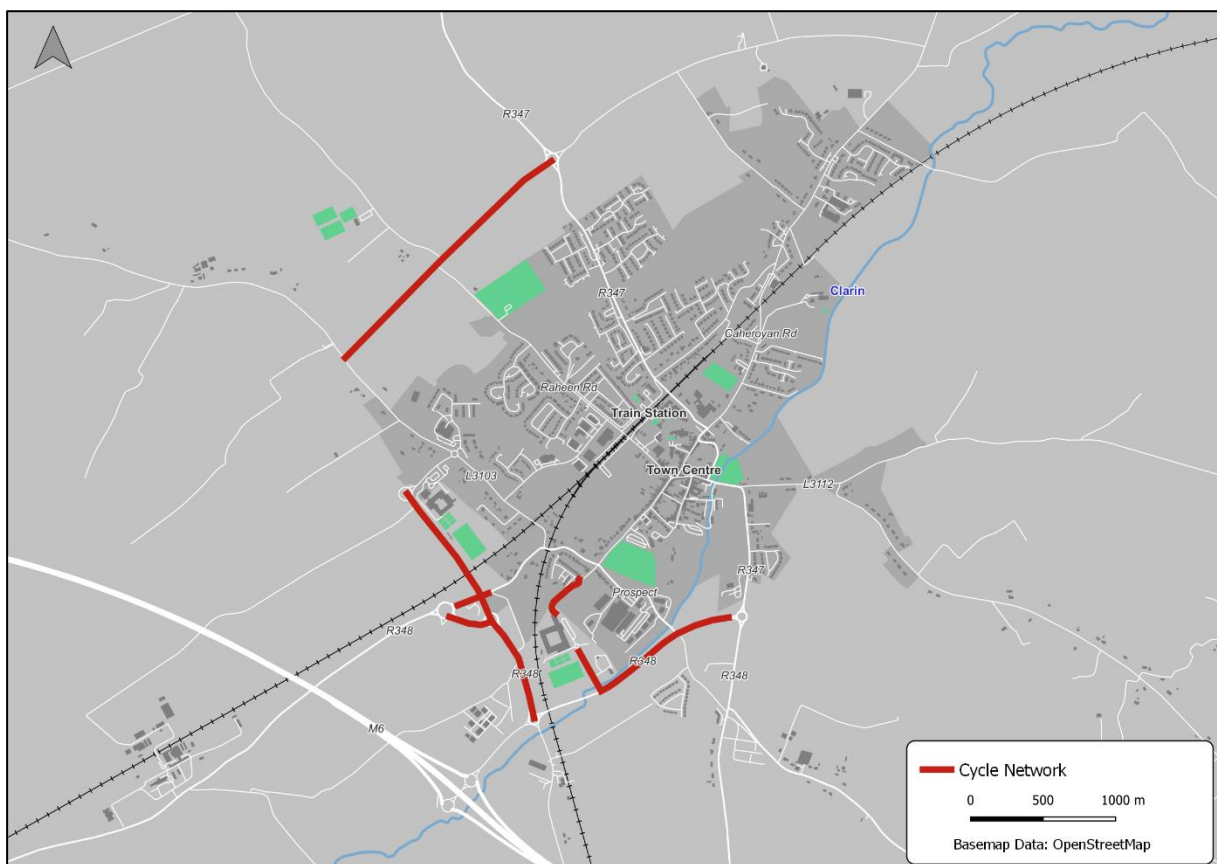 R347
Clarin
R347
Caheroyan Rd
Raheen Rd
Train Station
Town Centre
L3103
L3112
R347
Prospect
R348
R348
R348
R348
M6
Cycle Network
0 500 1000 m
Basemap Data: OpenStreetMap